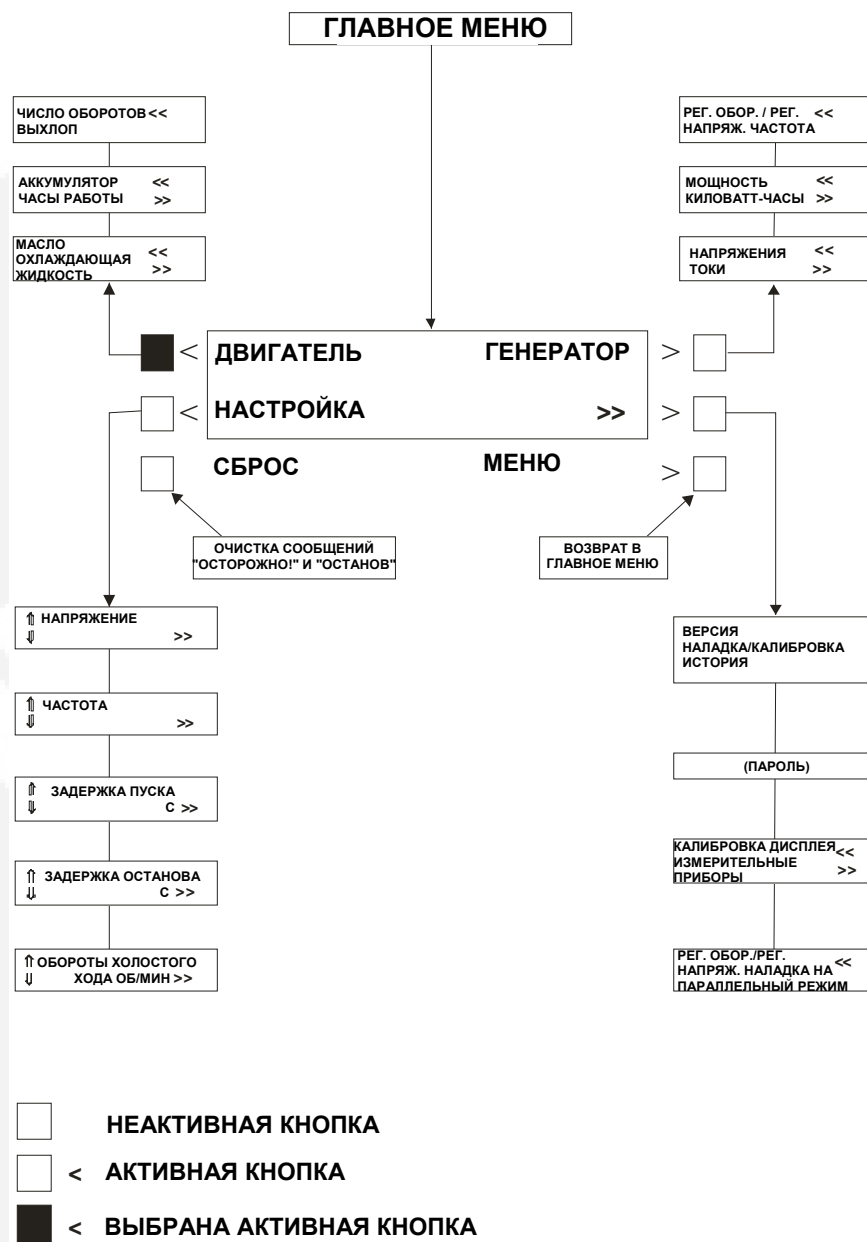 ГЛАВНОЕ МЕНЮ
ЧИСЛО ОБОРОТОВ <<
ВЫХЛОП
АККУМУЛЯТОР <<
ЧАСЫ РАБОТЫ >>
МАСЛО
ОХЛАЖДАЮЩАЯ <<
ЖИДКОСТЬ >>
РЕГ. ОБОР. / РЕГ. <<
НАПРЯЖ. ЧАСТОТА
МОЩНОСТЬ <<
КИЛОВАТТ-ЧАСЫ >>
НАПРЯЖЕНИЯ <<
ТОКИ >>
< ДВИГАТЕЛЬ ГЕНЕРАТОР >
< НАСТРОЙКА >> >
СБРОС МЕНЮ >
ОЧИСТКА СООБЩЕНИЙ
"ОСТОРОЖНО!" И "ОСТАНОВ"
ВОЗВРАТ В
ГЛАВНОЕ МЕНЮ
⇑ НАПРЯЖЕНИЕ
⇓ >>
⇑ ЧАСТОТА
⇓ >>
⇑ ЗАДЕРЖКА ПУСКА
⇓ С >>
⇑ ЗАДЕРЖКА ОСТАНОВА
⇓ С >>
⇑ ОБОРОТЫ ХОЛОСТОГО
⇓ ХОДА ОБ/МИН >>
ВЕРСИЯ
НАЛАДКА/КАЛИБРОВКА
ИСТОРИЯ
(ПАРОЛЬ)
КАЛИБРОВКА ДИСПЛЕЯ <<
ИЗМЕРИТЕЛЬНЫЕ >>
ПРИБОРЫ
РЕГ. ОБОР./РЕГ. <<
НАПРЯЖ. НАЛАДКА НА
ПАРАЛЛЕЛЬНЫЙ РЕЖИМ
НЕАКТИВНАЯ КНОПКА
< АКТИВНАЯ КНОПКА
< ВЫБРАНА АКТИВНАЯ КНОПКА